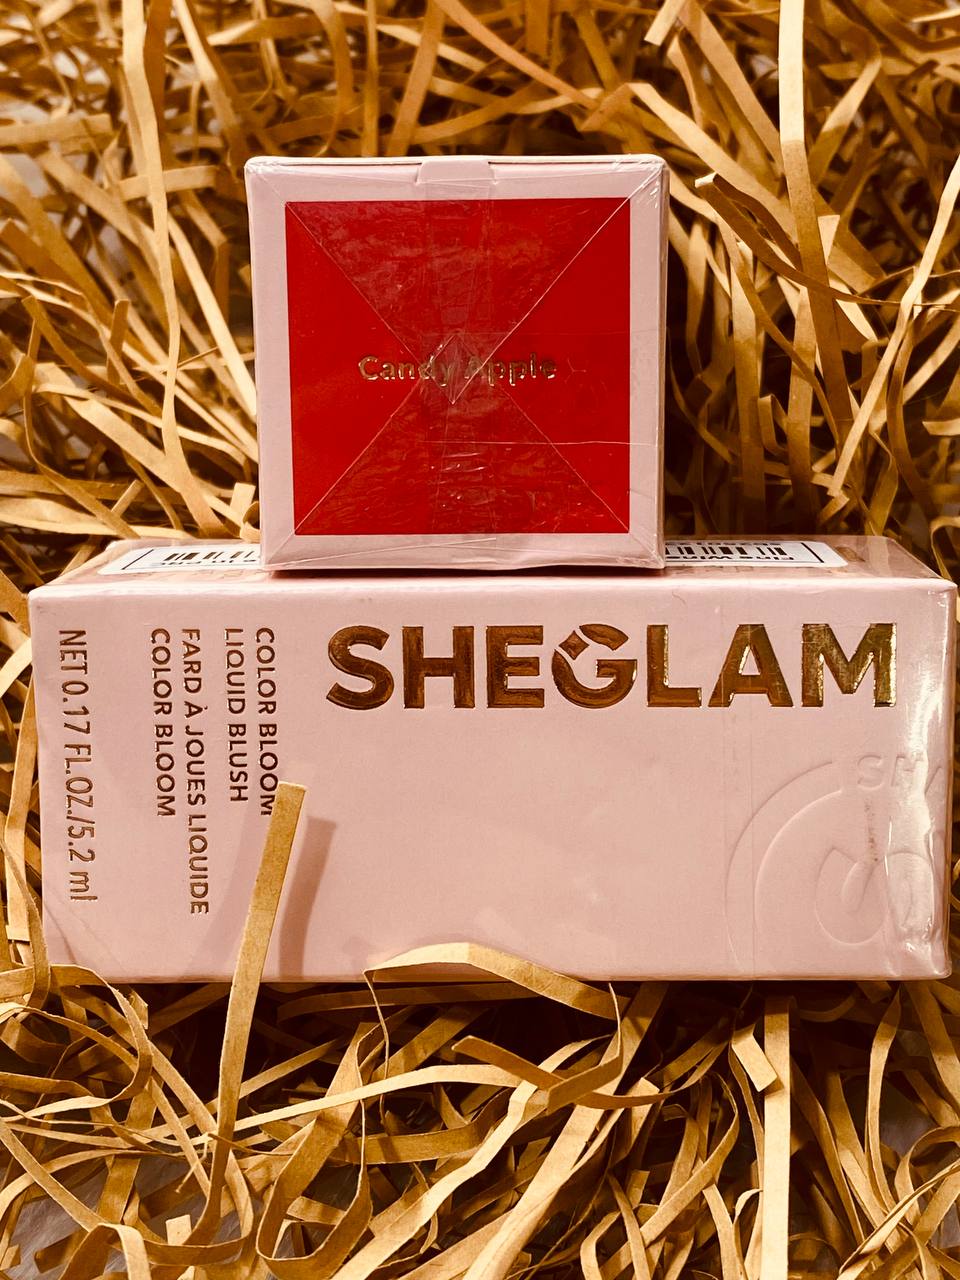 Candy Apple
SHEGLAM
COLOR BLOOM
LIQUID BLUSH
FARD À JOUES LIQUIDE
COLOR BLOOM
NET 0.17 FL.OZ./5.2 ml